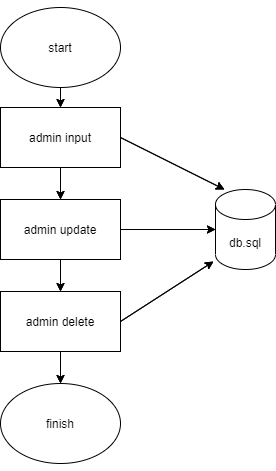 start
admin input
admin update
db.sql
admin delete
finish